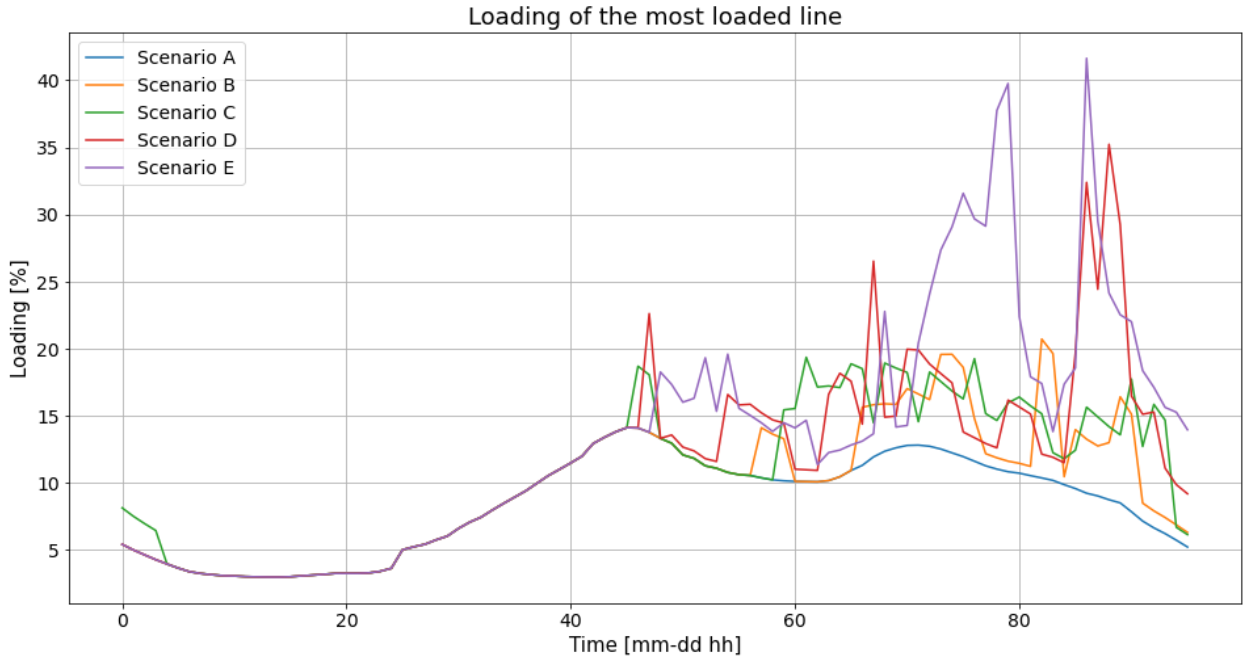 Loading of the most loaded line
Scenario A
Scenario B
Scenario C
Scenario D
Scenario E
Loading [%]
40
35
30
25
20
15
10
5
0
20
40
60
80
Time [mm-dd hh]